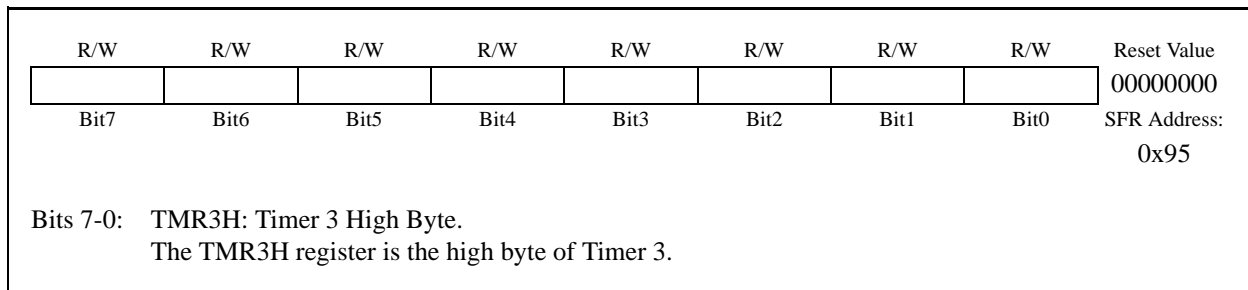 R/W R/W R/W R/W R/W R/W R/W R/W Reset Value
00000000
Bit7 Bit6 Bit5 Bit4 Bit3 Bit2 Bit1 Bit0 SFR Address:
0x95
Bits 7-0: TMR3H: Timer 3 High Byte.
The TMR3H register is the high byte of Timer 3.